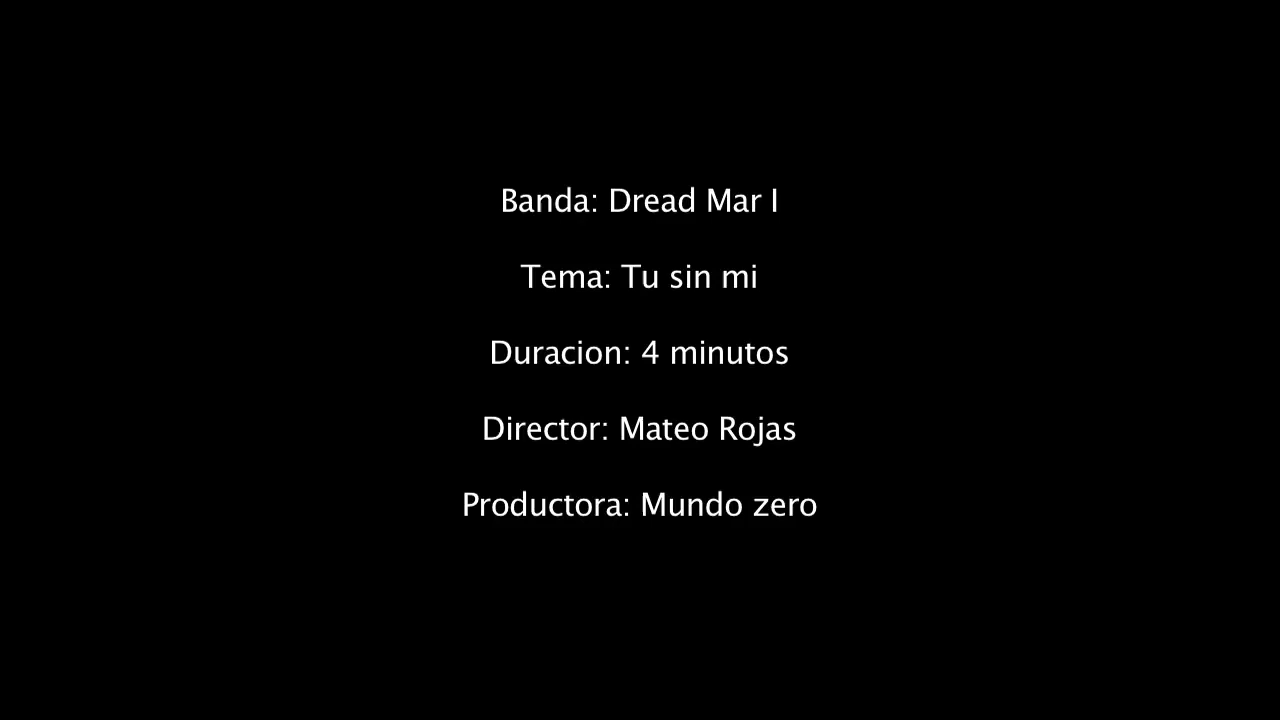 Banda: Dread Mar I
Tema: Tu sin mi
Duracion: 4 minutos
Director: Mateo Rojas
Productora: Mundo zero